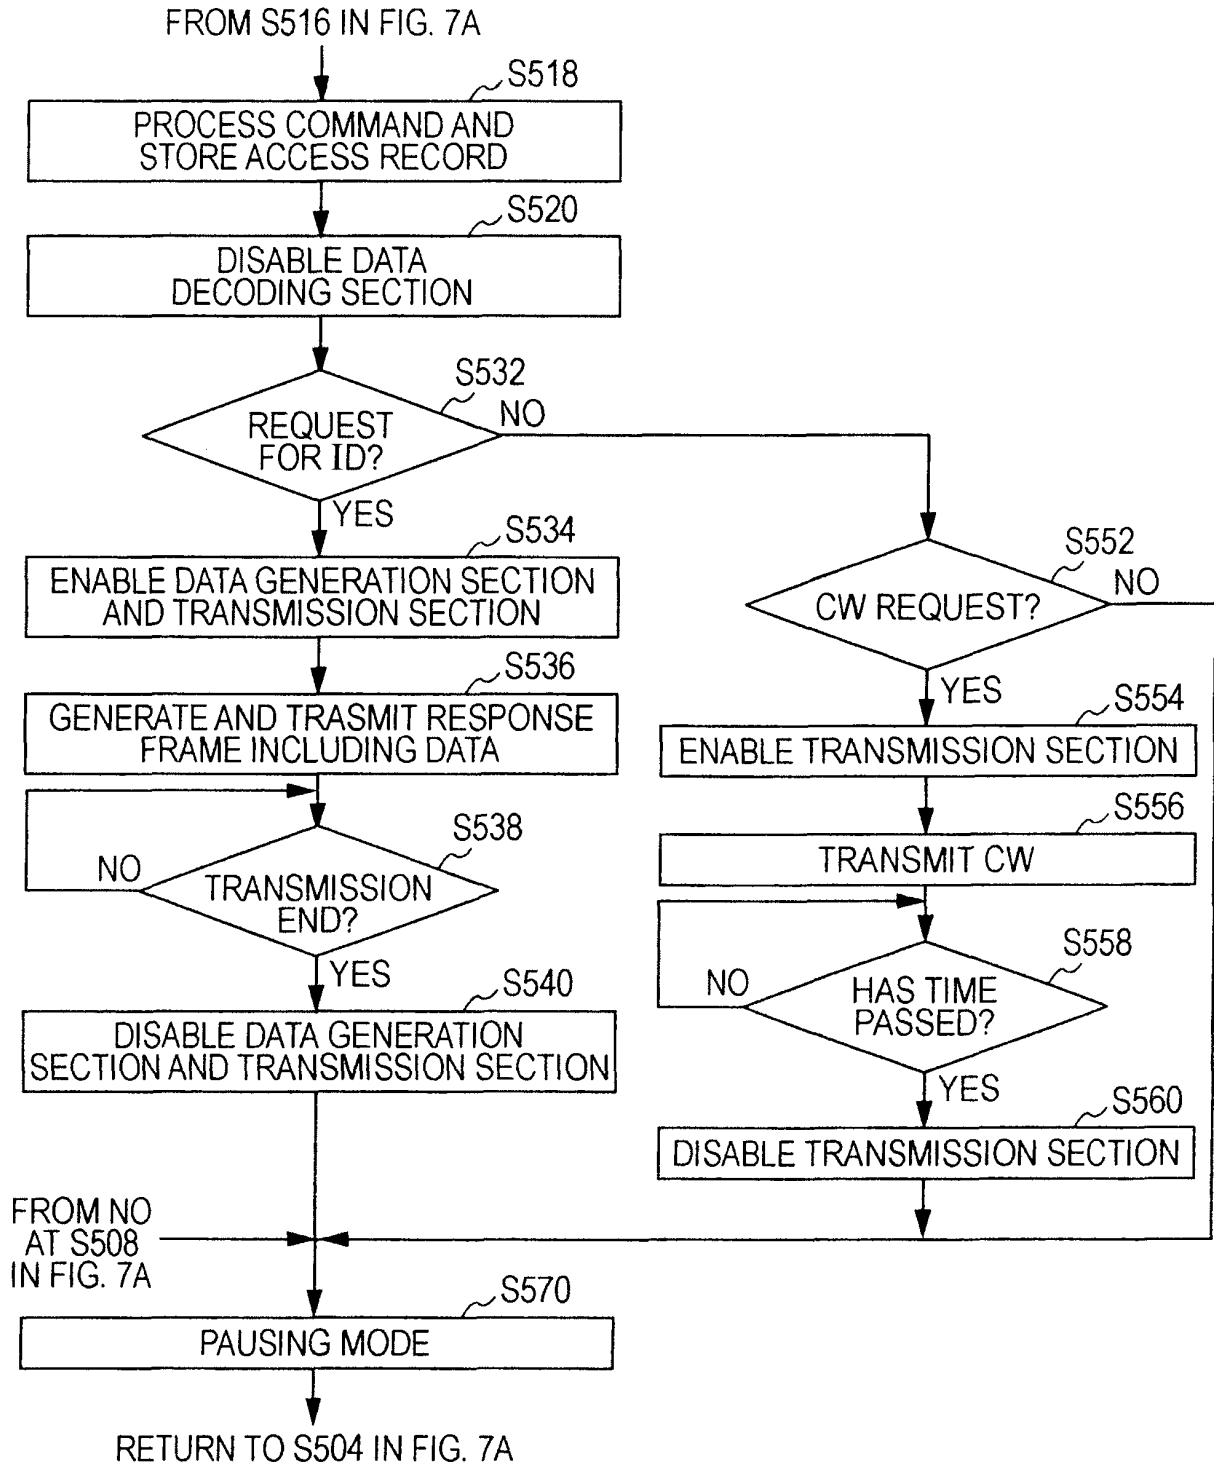 FROM S516 IN FIG. 7A
S518
PROCESS COMMAND AND
STORE ACCESS RECORD
S520
DISABLE DATA
DECODING SECTION
S532
REQUEST
FOR ID?
NO
YES
S534
ENABLE DATA GENERATION SECTION
AND TRANSMISSION SECTION
S536
GENERATE AND TRASMIT RESPONSE
FRAME INCLUDING DATA
S538
TRANSMISSION
END?
NO
YES
S540
DISABLE DATA GENERATION
SECTION AND TRANSMISSION SECTION
S552
CW REQUEST?
NO
YES
S554
ENABLE TRANSMISSION SECTION
S556
TRANSMIT CW
S558
HAS TIME
PASSED?
NO
YES
S560
DISABLE TRANSMISSION SECTION
FROM NO
AT S508
IN FIG. 7A
S570
PAUSING MODE
RETURN TO S504 IN FIG. 7A